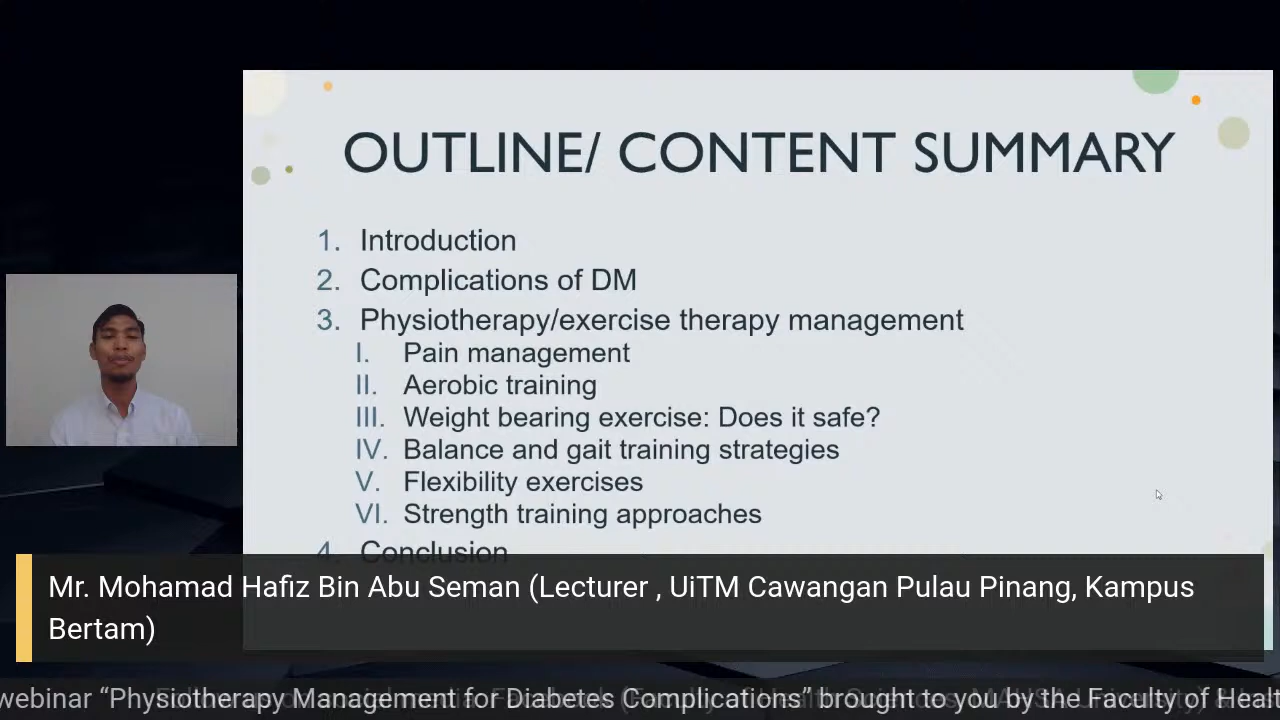 OUTLINE/ CONTENT SUMMARY
1. Introduction
2. Complications of DM
3. Physiotherapy/exercise therapy management
I. Pain management
II. Aerobic training
III. Weight bearing exercise: Does it safe?
IV. Balance and gait training strategies
V. Flexibility exercises
VI. Strength training approaches
4. Conclusion
Mr. Mohamad Hafiz Bin Abu Seman (Lecturer , UiTM Cawangan Pulau Pinang, Kampus
Bertam)
webinar “Physiotherapy Management for Diabetes Complications” brought to you by the Faculty of